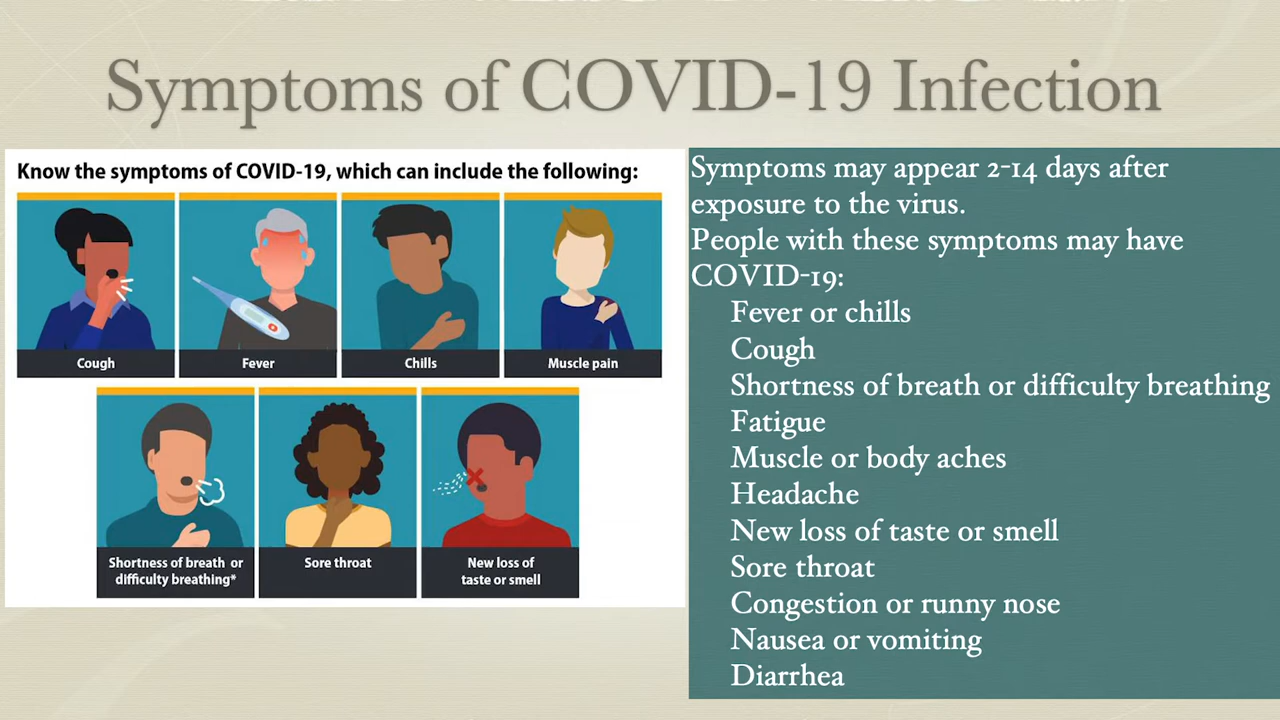 Symptoms of COVID-19 Infection
Know the symptoms of COVID-19, which can include the following:
Cough
Fever
Chills
Muscle pain
Shortness of breath or
difficulty breathing*
Sore throat
New loss of
taste or smell
Symptoms may appear 2-14 days after
exposure to the virus.
People with these symptoms may have
COVID-19:
Fever or chills
Cough
Shortness of breath or difficulty breathing
Fatigue
Muscle or body aches
Headache
New loss of taste or smell
Sore throat
Congestion or runny nose
Nausea or vomiting
Diarrhea